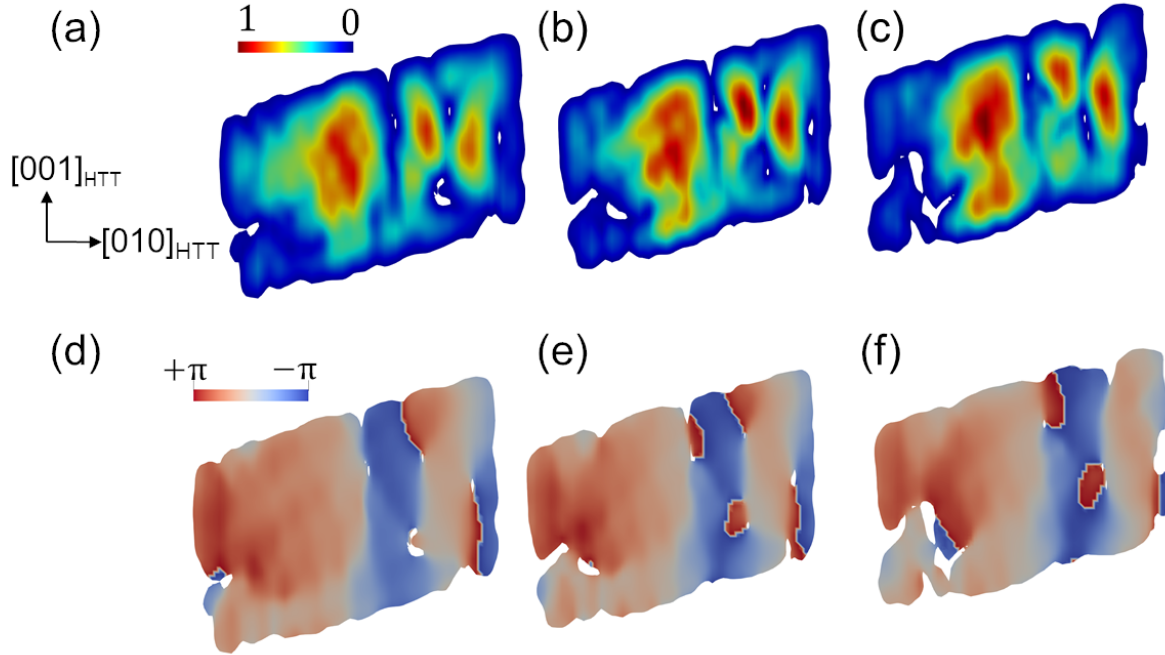 (a) 1 0 (b) (c)
[001]HTT
[010]HTT
(d) (e) (f)
+π −π